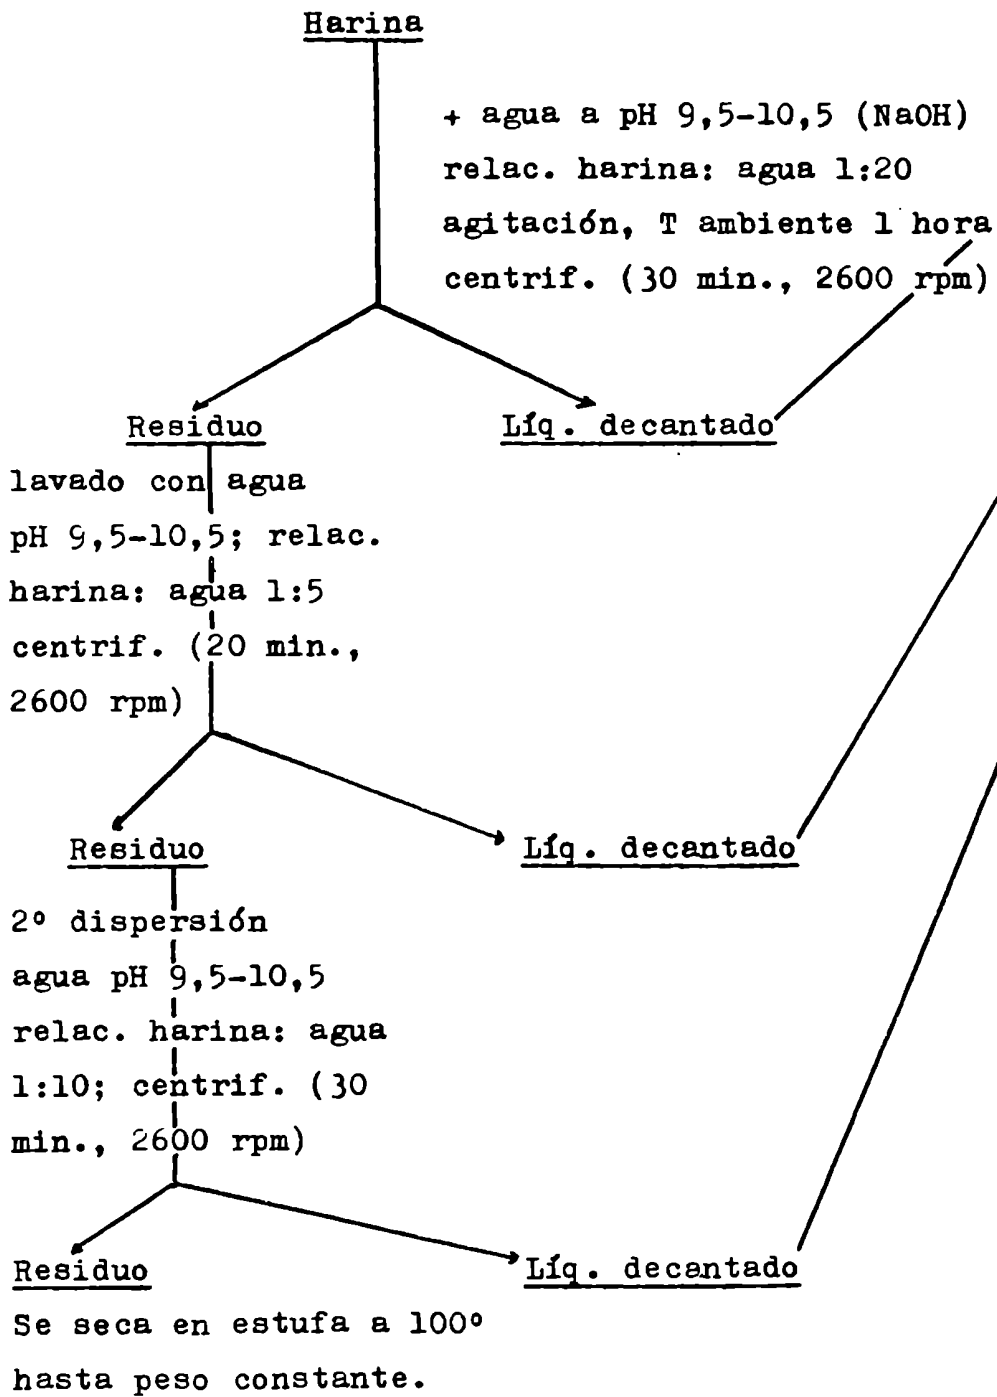 Harina
+ agua a pH 9,5-10,5 (NaOH)
relac. harina: agua 1:20
agitación, T ambiente 1 hora
centrif. (30 min., 2600 rpm)
Residuo
Líq. decantado
lavado con agua
pH 9,5-10,5; relac.
harina: agua 1:5
centrif. (20 min.,
2600 rpm)
Residuo
Líq. decantado
2º dispersión
agua pH 9,5-10,5
relac. harina: agua
1:10; centrif. (30
min., 2600 rpm)
Residuo
Líq. decantado
Se seca en estufa a 100º
hasta peso constante.